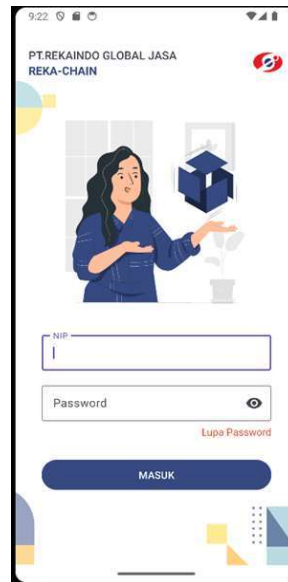 9:22
PT.REKAINDO GLOBAL JASA
REKA-CHAIN
NIP
Password
Lupa Password
MASUK